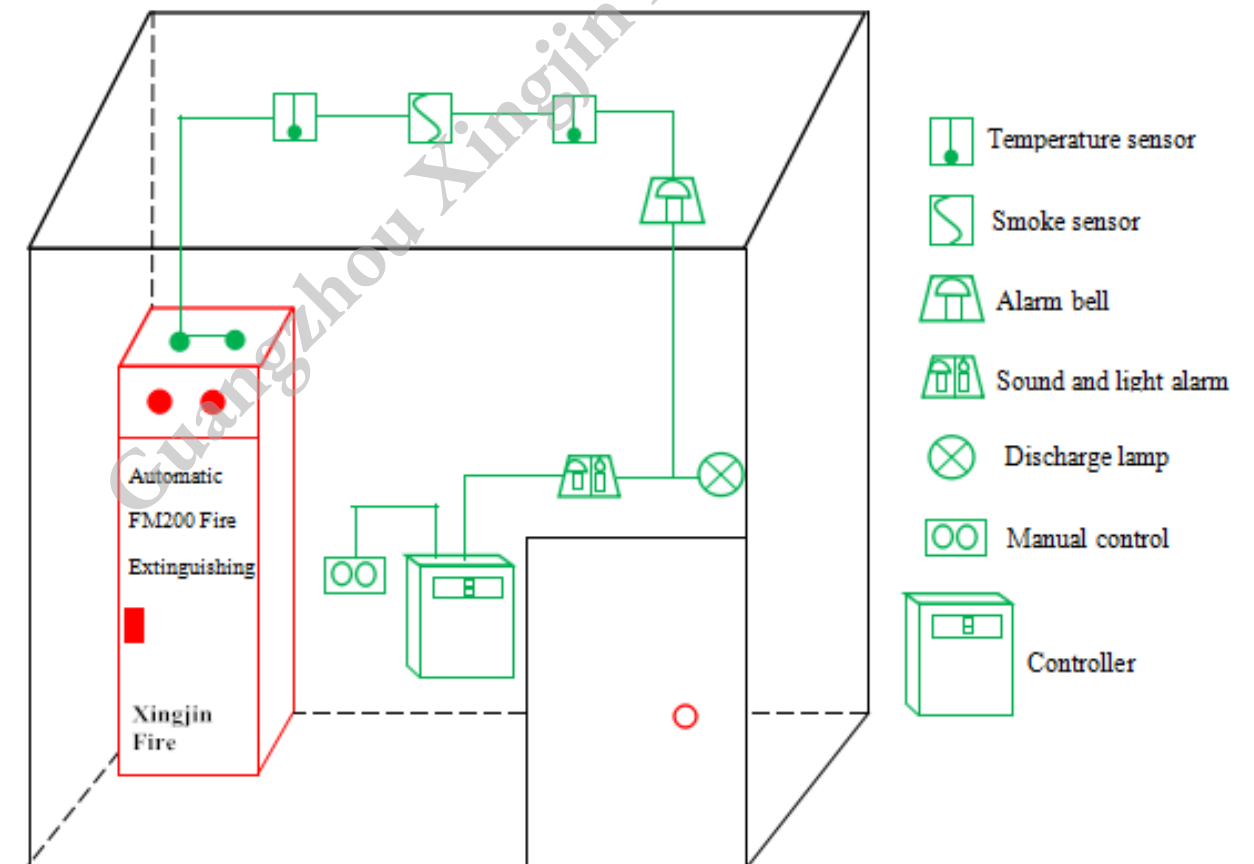 Guangzhou Xingjin
Temperature sensor
Smoke sensor
Alarm bell
Sound and light alarm
Discharge lamp
Manual control
Controller
Automatic
FM200 Fire
Extinguishing
Xingjin
Fire